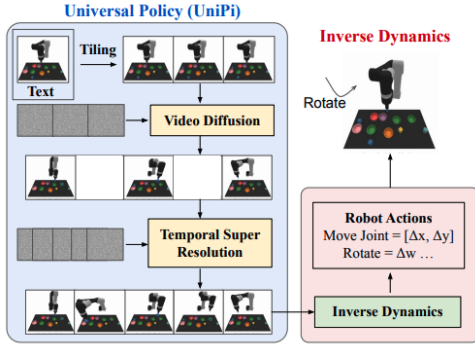 Universal Policy (UniPi)
Tiling
Text
Video Diffusion
Temporal Super
Resolution
Inverse Dynamics
Rotate
Robot Actions
Move Joint = [Δx, Δy]
Rotate = Δw ...
Inverse Dynamics